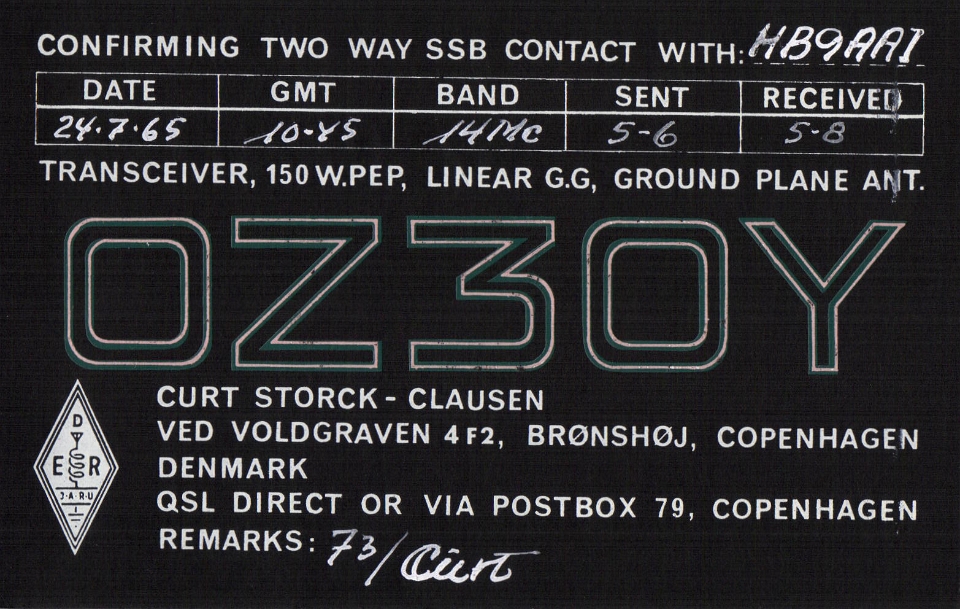 CONFIRMING TWO WAY SSB CONTACT WITH: HB9AAI
DATE GMT BAND SENT RECEIVED
24.7.65 10-45 14Mc 5-6 5-8
TRANSCEIVER, 150 W.PEP, LINEAR G.G, GROUND PLANE ANT.
OZ3OY
CURT STORCK - CLAUSEN
VED VOLDGRAVEN 4F2, BRØNSHØJ, COPENHAGEN
DENMARK
QSL DIRECT OR VIA POSTBOX 79, COPENHAGEN
REMARKS: 73/ Curt
D
E R
J·A·R·U